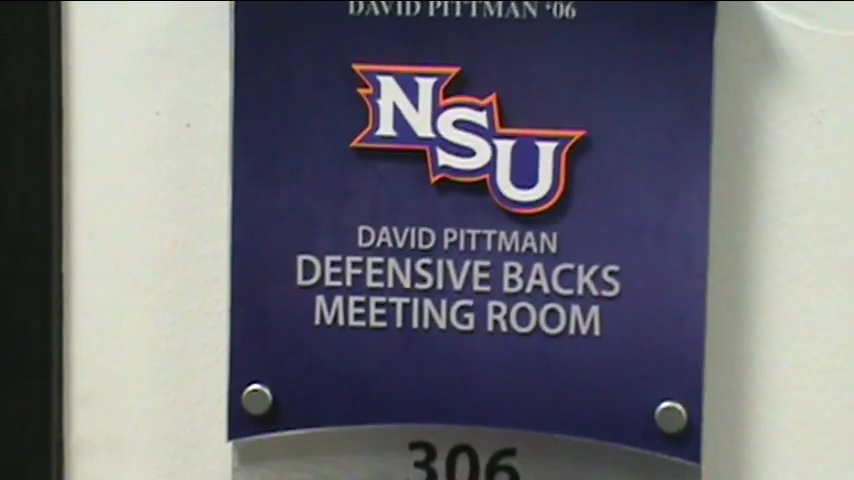 DAVID PITTMAN ‘06
NSU
DAVID PITTMAN
DEFENSIVE BACKS
MEETING ROOM
306